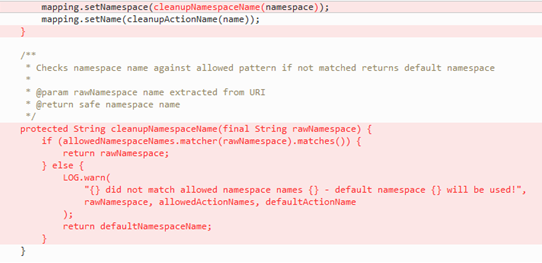 mapping.setNamespace(cleanupNamespaceName(namespace));
mapping.setName(cleanupActionName(name));
}
/**
* Checks namespace name against allowed pattern if not matched returns default namespace
*
* @param rawNamespace name extracted from URI
* @return safe namespace name
*/
protected String cleanupNamespaceName(final String rawNamespace) {
if (allowedNamespaceNames.matcher(rawNamespace).matches()) {
return rawNamespace;
} else {
LOG.warn(
"{} did not match allowed namespace names {} - default namespace {} will be used!",
rawNamespace, allowedActionNames, defaultActionName
);
return defaultNamespaceName;
}
}